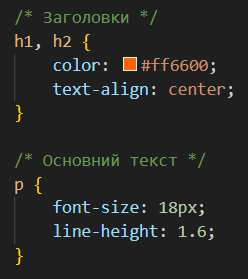 /* Заголовки */
h1, h2 {
    color: #ff6600;
    text-align: center;
}

/* Основний текст */
p {
    font-size: 18px;
    line-height: 1.6;
}